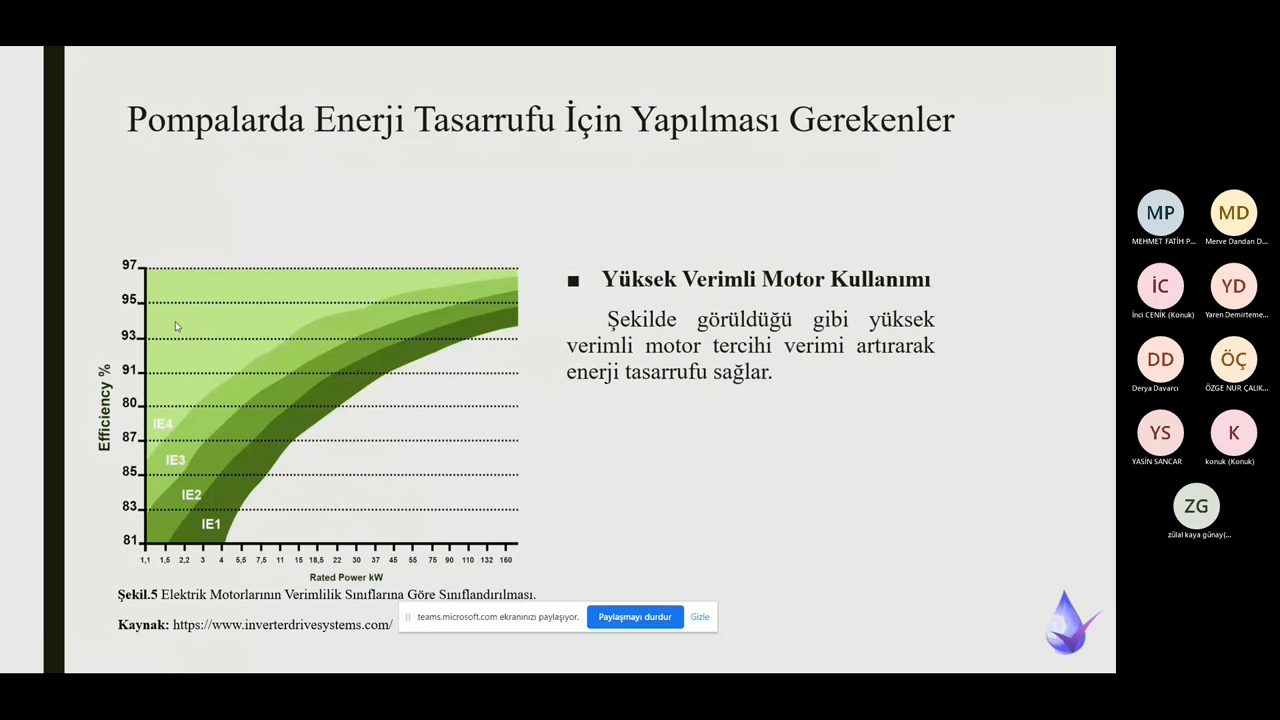 Pompalarda Enerji Tasarrufu İçin Yapılması Gerekenler
97
95
93
91
80
87
85
83
81
Efficiency %
IE4
IE3
IE2
IE1
1,1 1,5 2,2 3 4 5,5 7,5 11 15 18,5 22 30 37 45 55 75 90 110 132 160
Rated Power kW
Şekil.5 Elektrik Motorlarının Verimlilik Sınıflarına Göre Sınıflandırılması.
Kaynak: https://www.inverterdrivesystems.com/
■ Yüksek Verimli Motor Kullanımı
Şekilde görüldüğü gibi yüksek
verimli motor tercihi verimi artırarak
enerji tasarrufu sağlar.
teams.microsoft.com ekranınızı paylaşıyor. Paylaşmayı durdur Gizle
MP MD
MEHMET FATİH P... Merve Dandan D...
İC YD
İnci CENİK (Konuk) Yaren Demirteme...
DD ÖÇ
Derya Davarcı ÖZGE NUR ÇALIK...
YS K
YASİN SANCAR konuk (Konuk)
ZG
zülal kaya günay(...